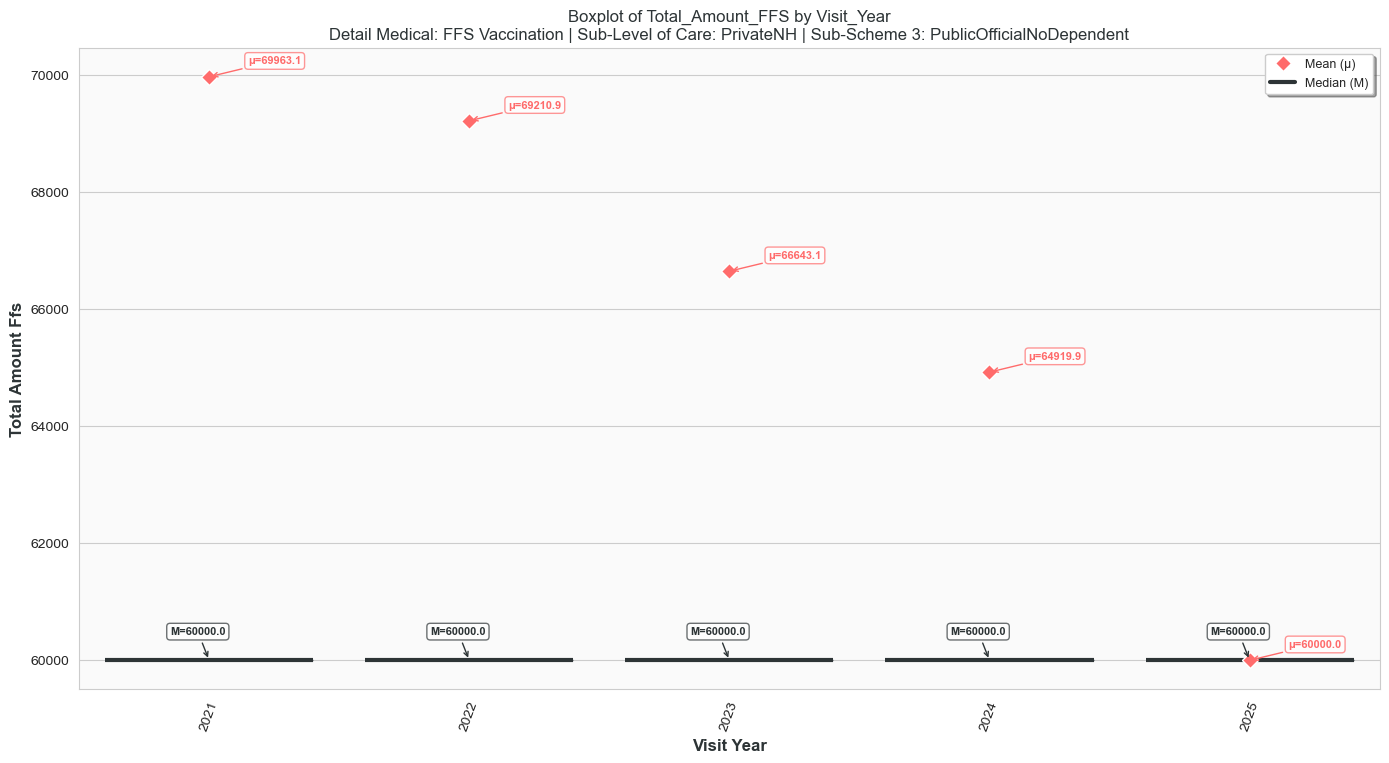 Boxplot of Total_Amount_FFS by Visit_Year
Detail Medical: FFS Vaccination | Sub-Level of Care: PrivateNH | Sub-Scheme 3: PublicOfficialNoDependent
Mean (μ)
Median (M)
Total Amount Ffs
70000
68000
66000
64000
62000
60000
μ=69963.1
μ=69210.9
μ=66643.1
μ=64919.9
μ=60000.0
M=60000.0
M=60000.0
M=60000.0
M=60000.0
M=60000.0
2021
2022
2023
2024
2025
Visit Year